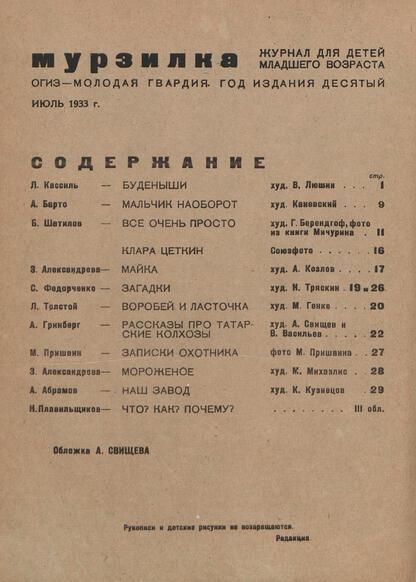 мурзилка ЖУРНАЛ ДЛЯ ДЕТЕЙ
МЛАДШЕГО ВОЗРАСТА
ОГИЗ—МОЛОДАЯ ГВАРДИЯ. ГОД ИЗДАНИЯ ДЕСЯТЫЙ
ИЮЛЬ 1933 г.
СОДЕРЖАНИЕ
стр.
Л. Кассиль — БУДЕНЫШИ худ. В. Люшин . . . 1
А. Барто — МАЛЬЧИК НАОБОРОТ худ. Каневский . . . 9
Б. Шатилов — ВСЕ ОЧЕНЬ ПРОСТО худ. Г. Берендгоф, фото
из книги Мичурина . 11
КЛАРА ЦЕТКИН Союзфото . . . . . 16
З. Александрова— МАЙКА худ. А. Козлов . . . 17
С. Федорченко — ЗАГАДКИ худ. Н. Тряскин . 19 и 26
Л. Толстой — ВОРОБЕЙ И ЛАСТОЧКА худ. М. Генке . . . 20
А. Гринберг — РАССКАЗЫ ПРО ТАТАР- худ. А. Свищев и
СКИЕ КОЛХОЗЫ В. Васильев . . . . 22
М. Пришвин — ЗАПИСКИ ОХОТНИКА фото М. Пришвина . 27
З. Александрова— МОРОЖЕНОЕ худ. К. Михаэлис . . 28
А. Абрамов — НАШ ЗАВОД худ. К. Кузнецов . . 29
Н.Плавильщиков— ЧТО? КАК? ПОЧЕМУ? . . . . . . . . III обл.
Обложка А. СВИЩЕВА
Рукописи и детские рисунки не возвращаются.
Редакция